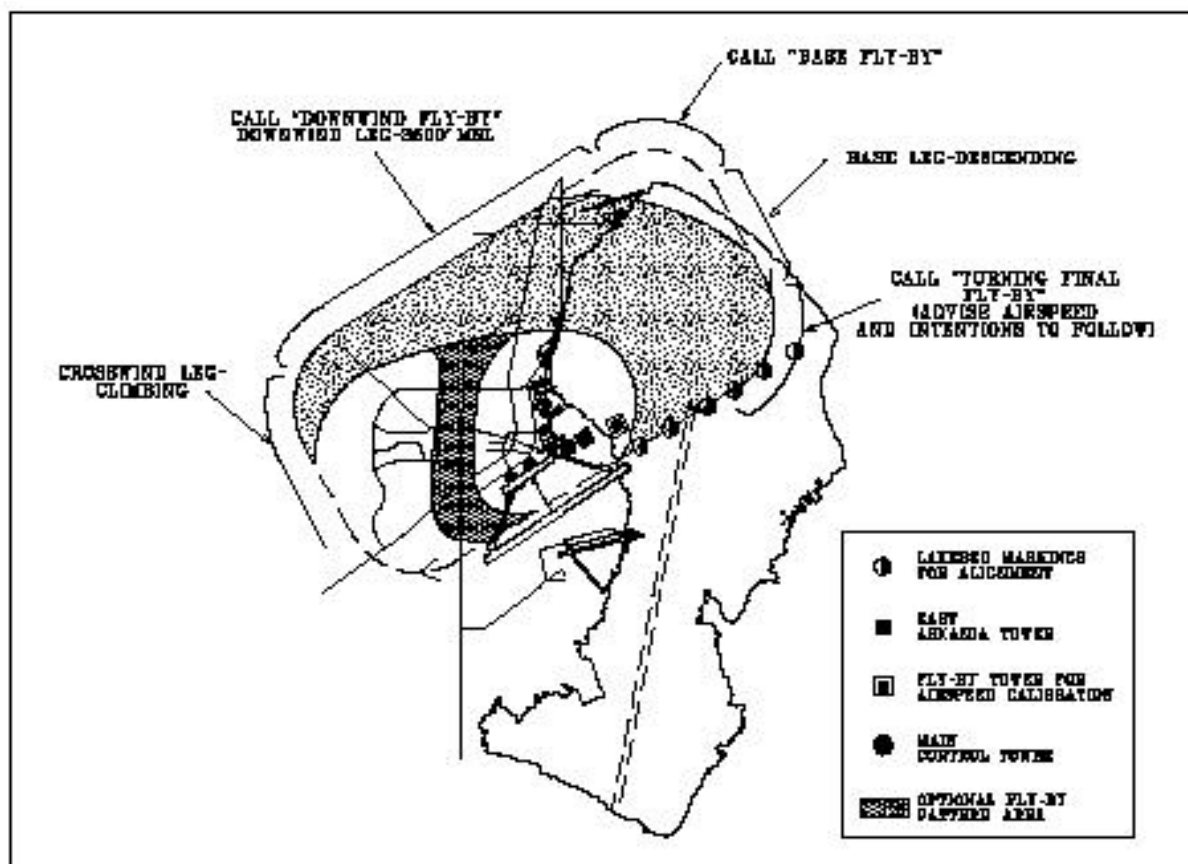 CALL "BASE FLY-BY"
CALL "DOWNWIND FLY-BY"
DOWNWIND LEG- MSL
BASE LEG-DESCENDING
CALL "TURNING FINAL
FLY-BY"
(ADVISE AIRSPEED
AND INTENTIONS TO FOLLOW)
CROSSWIND LEG-
CLIMBING
LAKEBED MARKINGS
FOR ALIGNMENT
EAST
TOWER
FLY-BY TOWER FOR
AIRSPEED CALIBRATION
MAIN
CONTROL TOWER
OPTIONAL FLY-BY
PATTERN AREA